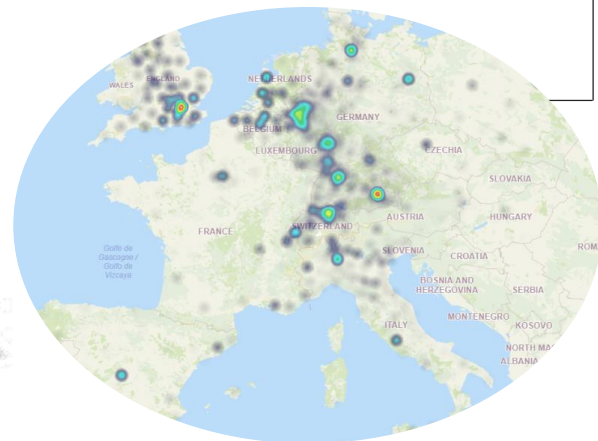 ENGLAND
WALES
NETHERLANDS
GERMANY
BELGIUM
LUXEMBOURG
CZECHIA
SLOVAKIA
AUSTRIA
HUNGARY
FRANCE
SWITZERLAND
SLOVENIA
CROATIA
ROM
Golfe de
Gascogne /
Golfo de
Vizcaya
BOSNIA AND
HERZEGOVINA
SERBIA
ITALY
MONTENEGRO
KOSOVO
NORTH MAC
ALBANIA